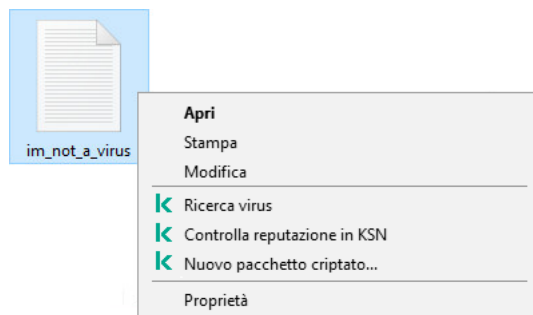 im_not_a_virus
Apri
Stampa
Modifica
Ricerca virus
Controlla reputazione in KSN
Nuovo pacchetto criptato...
Proprietà